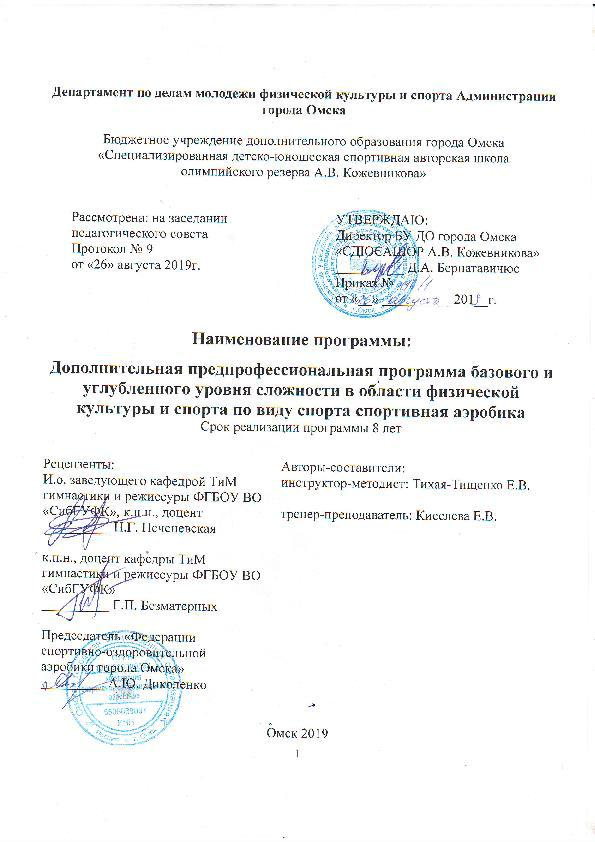 Департамент по делам молодежи физической культуры и спорта Администрации
города Омска
Бюджетное учреждение дополнительного образования города Омска
«Специализированная детско-юношеская спортивная авторская школа
олимпийского резерва А.В. Кожевникова»
Рассмотрена: на заседании
педагогического совета
Протокол № 9
от «26» августа 2019г.
УТВЕРЖДАЮ:
Директор БУ ДО города Омска
«СДЮСАШОР А.В. Кожевникова»
Д.А. Бернатавичюс
Приказ №
от августа 201 г.
Наименование программы:
Дополнительная предпрофессиональная программа базового и
углубленного уровня сложности в области физической
культуры и спорта по виду спорта спортивная аэробика
Срок реализации программы 8 лет
Рецензенты:
И.о. заведующего кафедрой ТиМ
гимнастики и режиссуры ФГБОУ ВО
«СибГУФК», к.п.н., доцент
Н.Г. Печеневская
к.п.н., доцент кафедры ТиМ
гимнастики и режиссуры ФГБОУ ВО
«СибГУФК»
Г.П. Безматерных
Председатель «Федерации
спортивно-оздоровительной
аэробики города Омска»
А.Ю. Диколенко
Авторы-составители:
инструктор-методист: Тихая-Тищенко Е.В.
тренер-преподаватель: Киселева Е.В.
Омск 2019
1